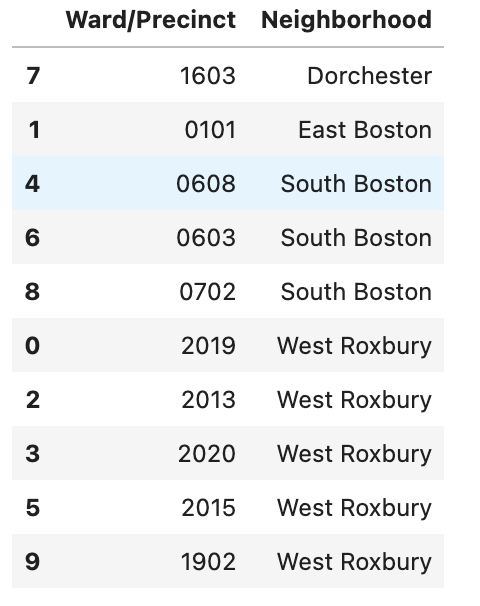 Ward/Precinct Neighborhood
7 1603 Dorchester
1 0101 East Boston
4 0608 South Boston
6 0603 South Boston
8 0702 South Boston
0 2019 West Roxbury
2 2013 West Roxbury
3 2020 West Roxbury
5 2015 West Roxbury
9 1902 West Roxbury